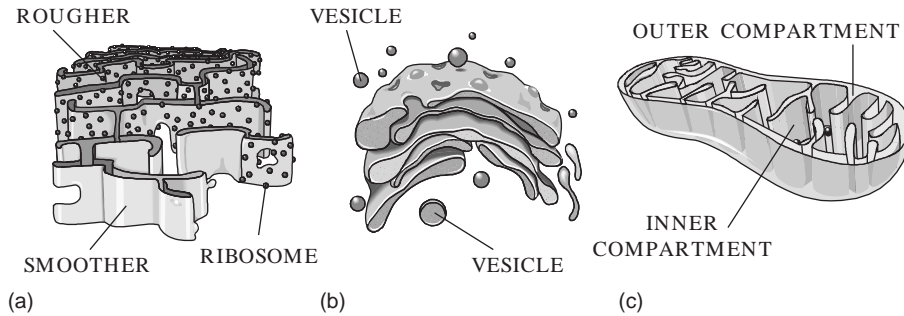 ROUGHER
SMOOTHER
RIBOSOME
(a)
VESICLE
VESICLE
(b)
OUTER COMPARTMENT
INNER
COMPARTMENT
(c)